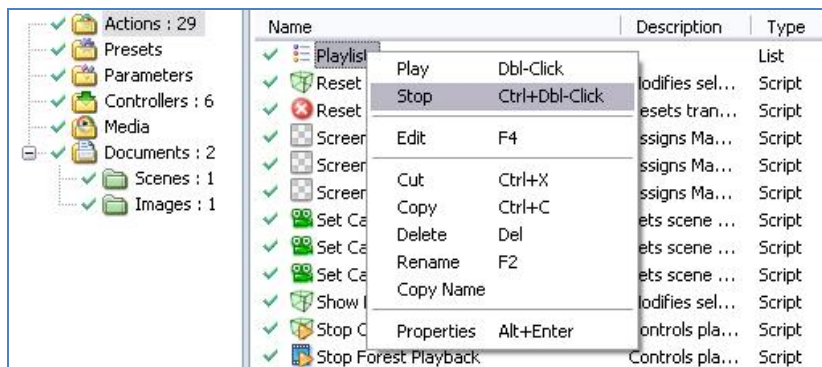 Actions : 29
Presets
Parameters
Controllers : 6
Media
Documents : 2
Scenes : 1
Images : 1
Name Description Type
Playlist List
Reset odifies sel... Script
Reset esets tran... Script
Screen ssigns Ma... Script
Screen ssigns Ma... Script
Screen ssigns Ma... Script
Set Ca ets scene ... Script
Set Ca ets scene ... Script
Set Ca ets scene ... Script
Show odifies sel... Script
Stop C ontrols pla... Script
Stop Forest Playback Controls pla... Script
Play Dbl-Click
Stop Ctrl+Dbl-Click
Edit F4
Cut Ctrl+X
Copy Ctrl+C
Delete Del
Rename F2
Copy Name
Properties Alt+Enter